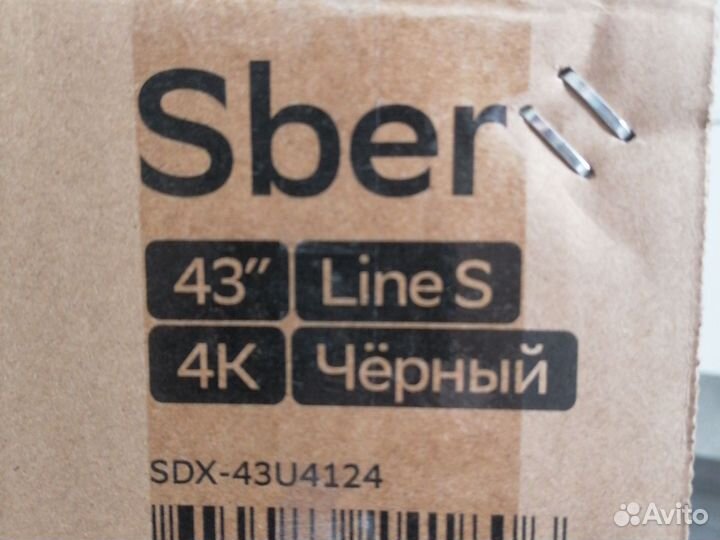 Sber
43" Line S
4K Чёрный
SDX-43U4124
Avito